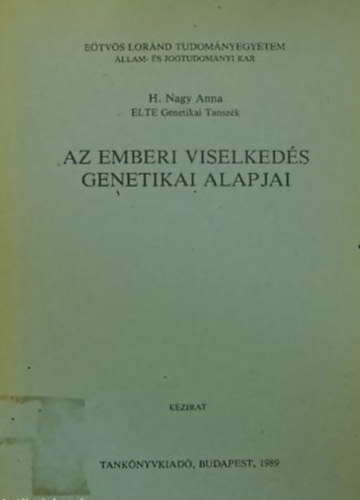 EÖTVÖS LORÁND TUDOMÁNYEGYETEM
ÁLLAM- ÉS JOGTUDOMÁNYI KAR
H. Nagy Anna
ELTE Genetikai Tanszék
AZ EMBERI VISELKEDÉS
GENETIKAI ALAPJAI
KÉZIRAT
TANKÖNYVKIADÓ, BUDAPEST, 1989